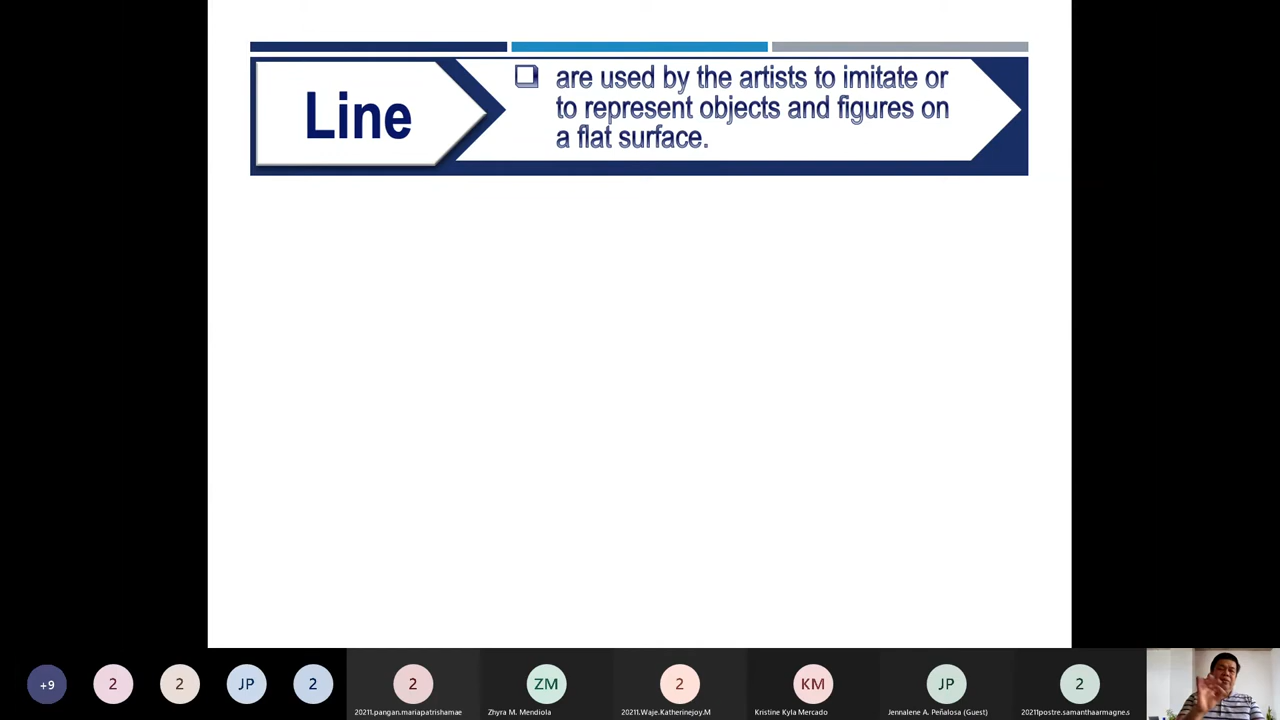 Line
are used by the artists to imitate or
to represent objects and figures on
a flat surface.
+9
2
2
JP
2
2
ZM
2
KM
JP
2
20211.pangan.mariapatrishamae
Zhyra M. Mendiola
20211.Waje.Katherinejoy.M
Kristine Kyla Mercado
Jennalene A. Peñalosa (Guest)
20211postre.samanthaarmagne.s